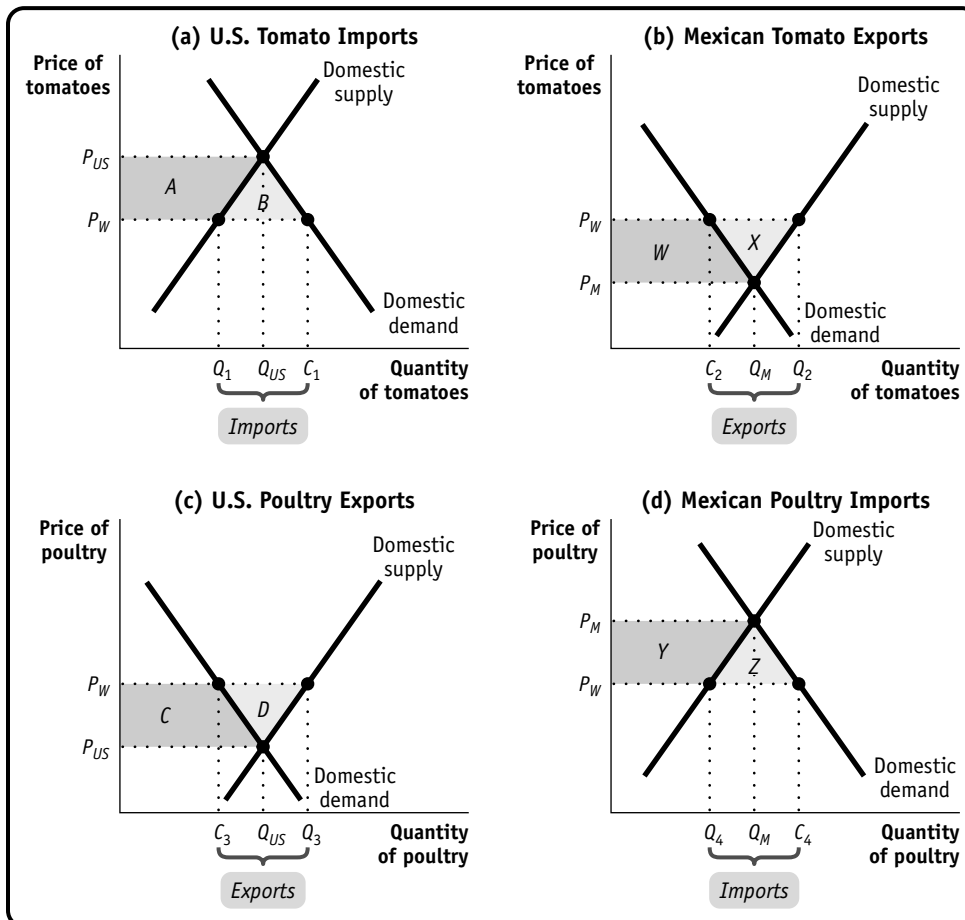 (a) U.S. Tomato Imports
Price of
tomatoes
Domestic
supply
P_US
A
B
P_W
Domestic
demand
Q_1
Q_US
C_1
Quantity
of tomatoes
Imports
(b) Mexican Tomato Exports
Price of
tomatoes
Domestic
supply
P_W
W
X
P_M
Domestic
demand
C_2
Q_M
Q_2
Quantity
of tomatoes
Exports
(c) U.S. Poultry Exports
Price of
poultry
Domestic
supply
P_W
C
D
P_US
Domestic
demand
C_3
Q_US
Q_3
Quantity
of poultry
Exports
(d) Mexican Poultry Imports
Price of
poultry
Domestic
supply
P_M
Y
Z
P_W
Domestic
demand
Q_4
Q_M
C_4
Quantity
of poultry
Imports